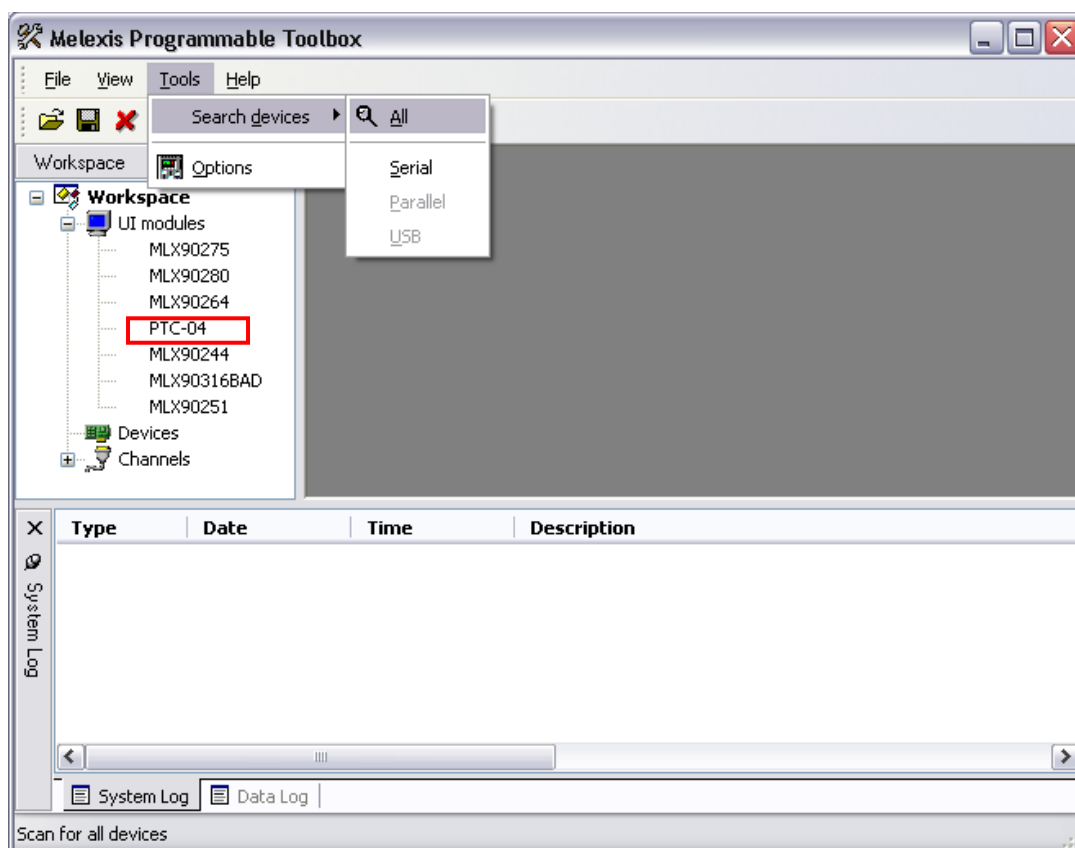 Melexis Programmable Toolbox
File View Tools Help
Search devices All
Workspace Options Serial
Workspace Parallel
UI modules USB
MLX90275
MLX90280
MLX90264
PTC-04
MLX90244
MLX90316BAD
MLX90251
Devices
Channels
Type Date Time Description
System Log
System Log Data Log
Scan for all devices